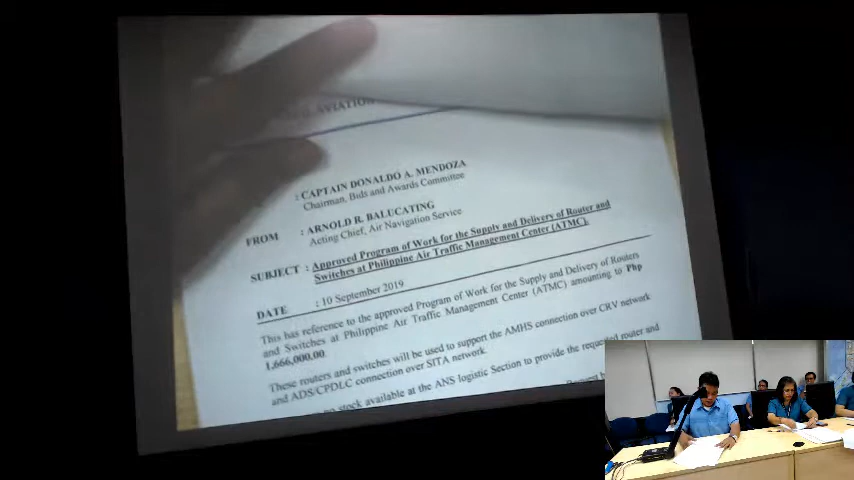 AVIATION
: CAPTAIN DONALDO A. MENDOZA
Chairman, Bids and Awards Committee
FROM : ARNOLD R. BALUCATING
Acting Chief, Air Navigation Service
SUBJECT : Approved Program of Work for the Supply and Delivery of Router and
Switches at Philippine Air Traffic Management Center (ATMC).
DATE : 10 September 2019
This has reference to the approved Program of Work for the Supply and Delivery of Routers
and Switches at Philippine Air Traffic Management Center (ATMC) amounting to Php
1,666,000.00.
These routers and switches will be used to support the AMHS connection over CRV network
and ADS/CPDLC connection over SITA network.
no stock available at the ANS logistic Section to provide the requested router and